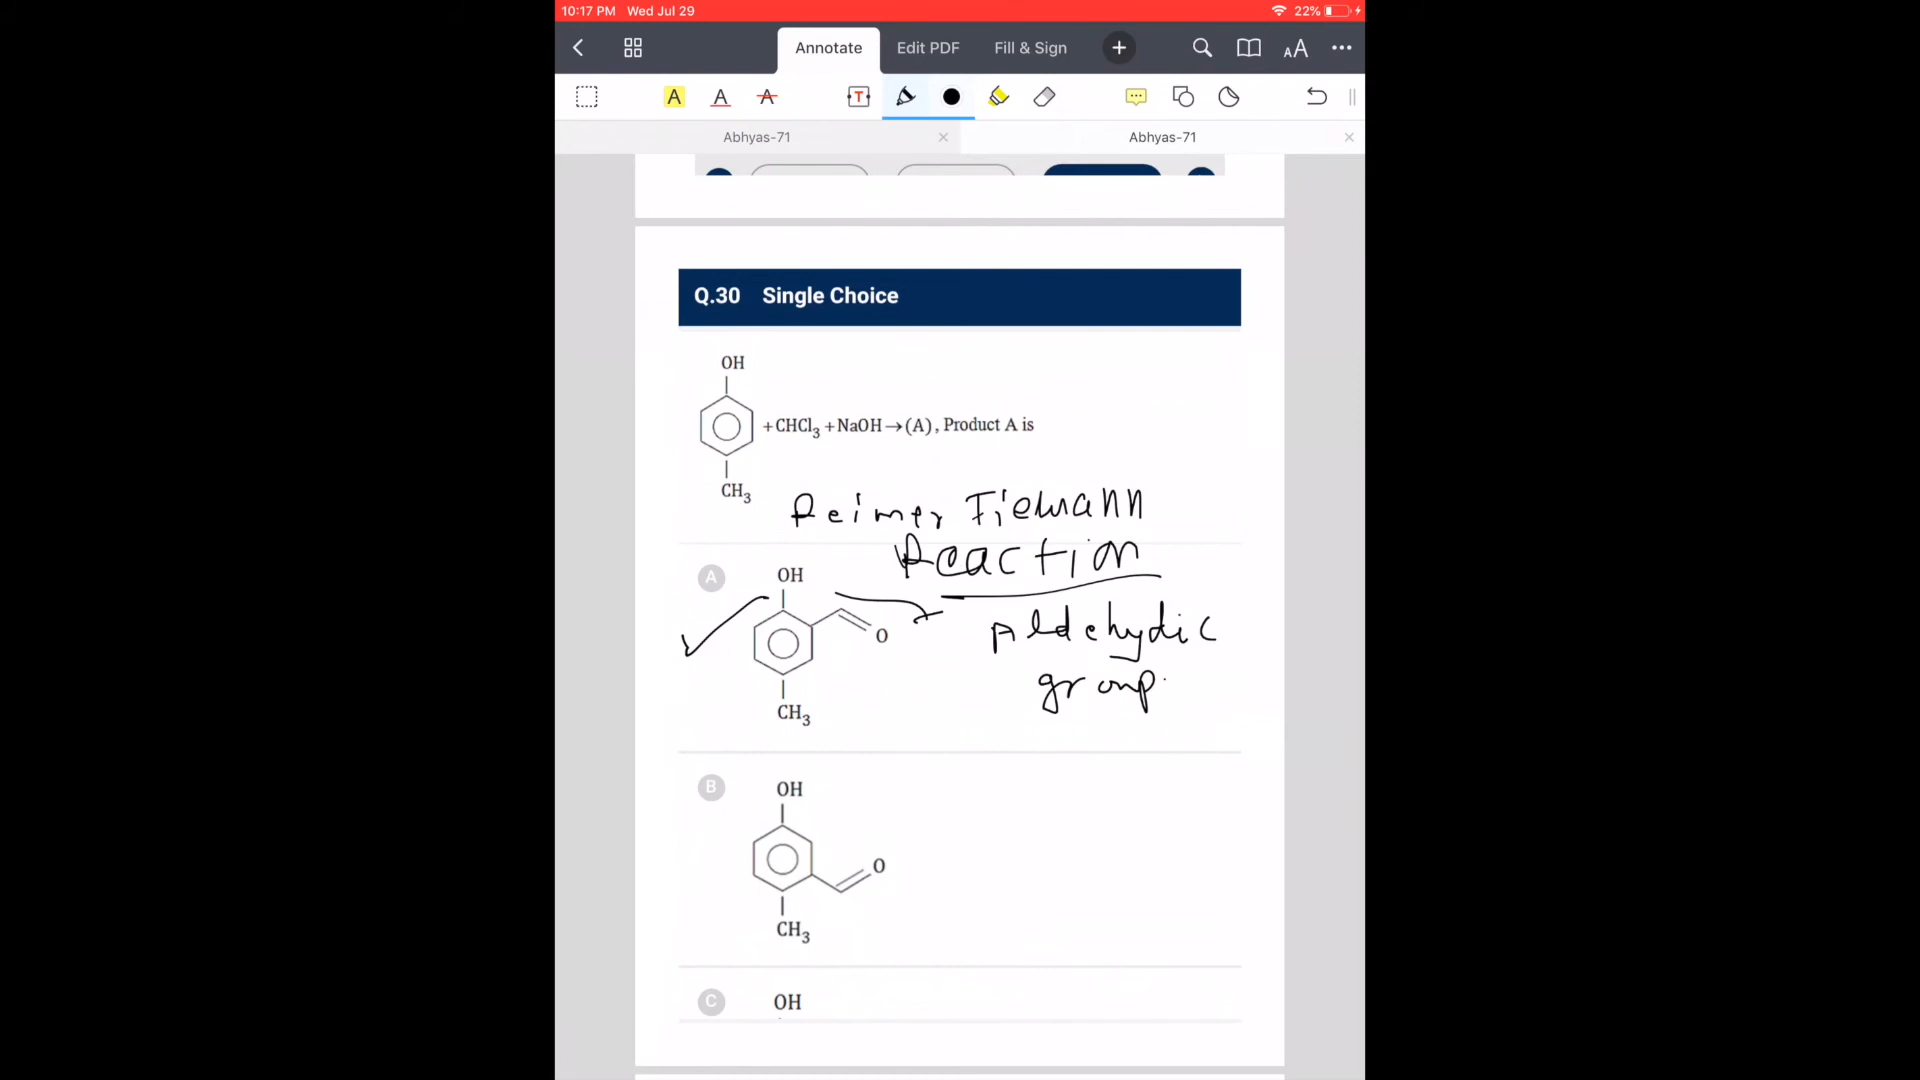 10:17 PM Wed Jul 29
22%
Annotate Edit PDF Fill & Sign
AA
A A A T
Abhyas-71 Abhyas-71
Q.30 Single Choice
OH
+CHCl₃ +NaOH→(A), Product A is
CH₃
Reimer Tiemann
Reaction
A
OH
O
Aldehydic
group.
CH₃
B
OH
O
CH₃
C
OH